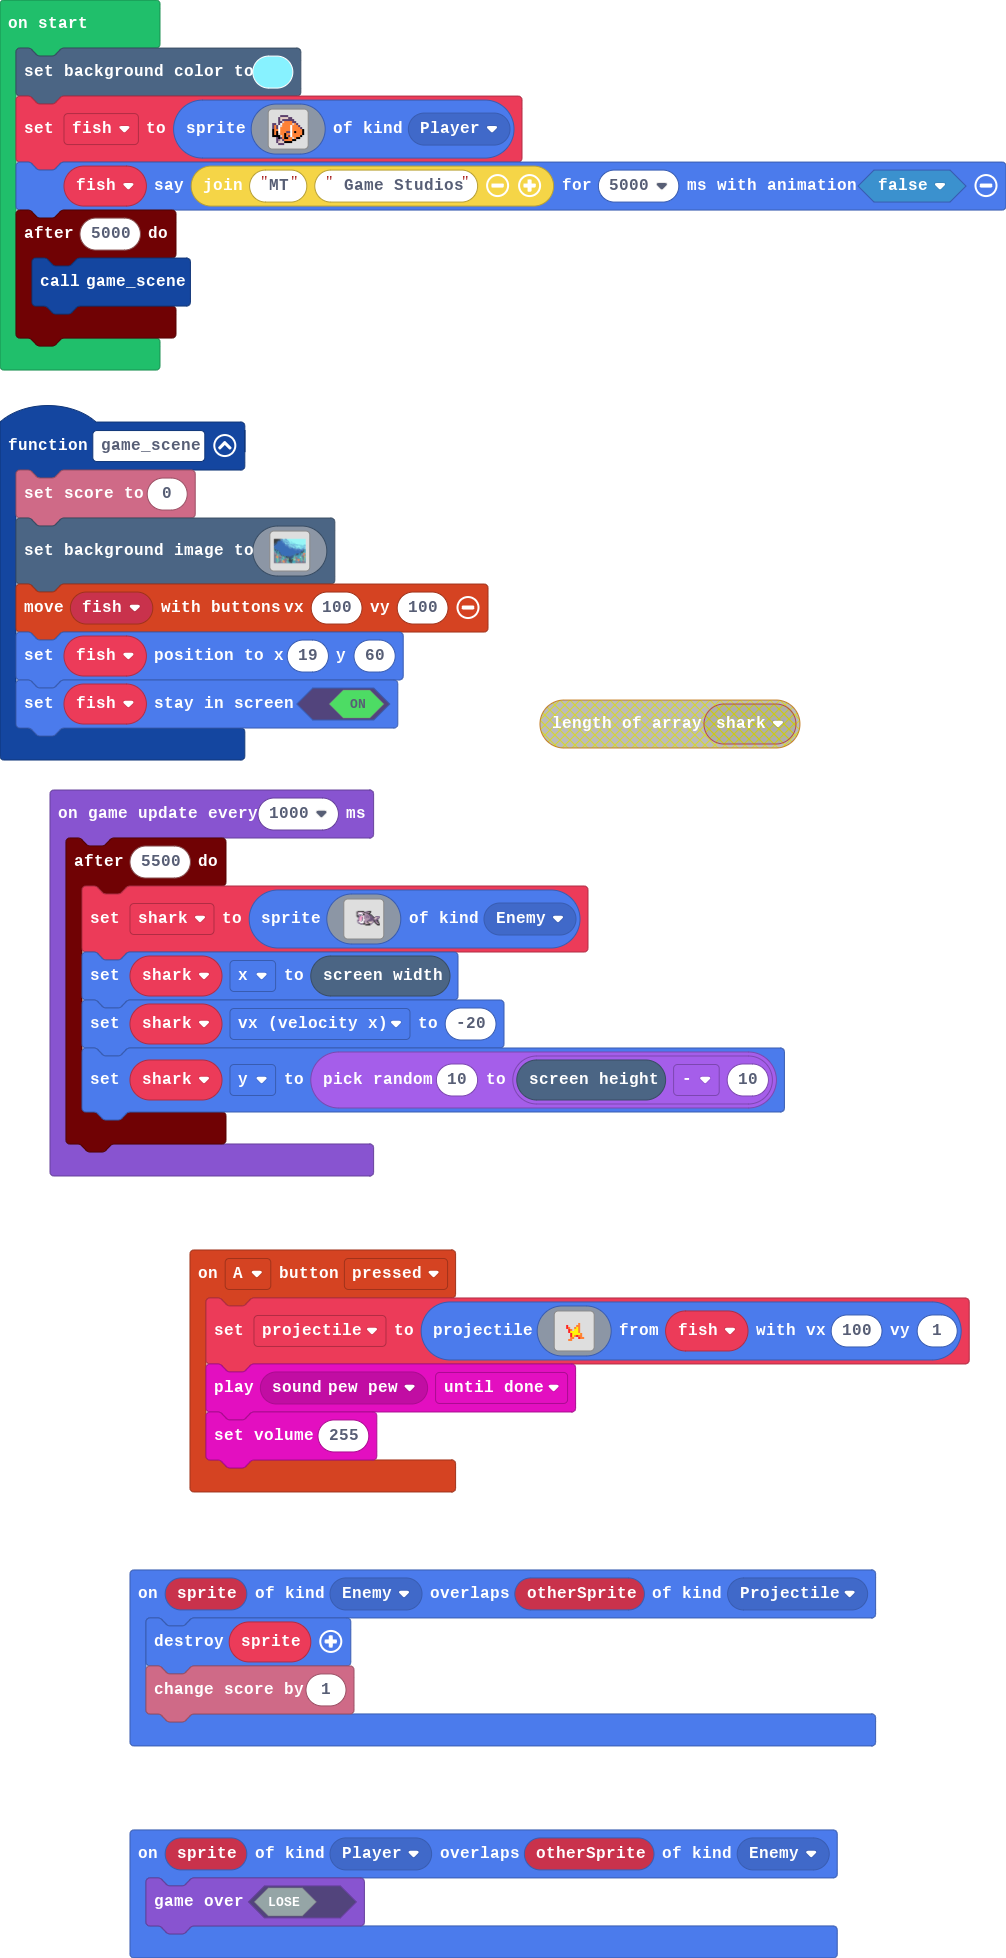 on start
set background color to
set fish to sprite of kind Player
fish say join "MT" " Game Studios" for 5000 ms with animation false
after 5000 do
call game_scene
function game_scene
set score to 0
set background image to
move fish with buttons vx 100 vy 100
set fish position to x 19 y 60
set fish stay in screen ON
length of array shark
on game update every 1000 ms
after 5500 do
set shark to sprite of kind Enemy
set shark x to screen width
set shark vx (velocity x) to -20
set shark y to pick random 10 to screen height - 10
on A button pressed
set projectile to projectile from fish with vx 100 vy 1
play sound pew pew until done
set volume 255
on sprite of kind Enemy overlaps otherSprite of kind Projectile
destroy sprite
change score by 1
on sprite of kind Player overlaps otherSprite of kind Enemy
game over LOSE